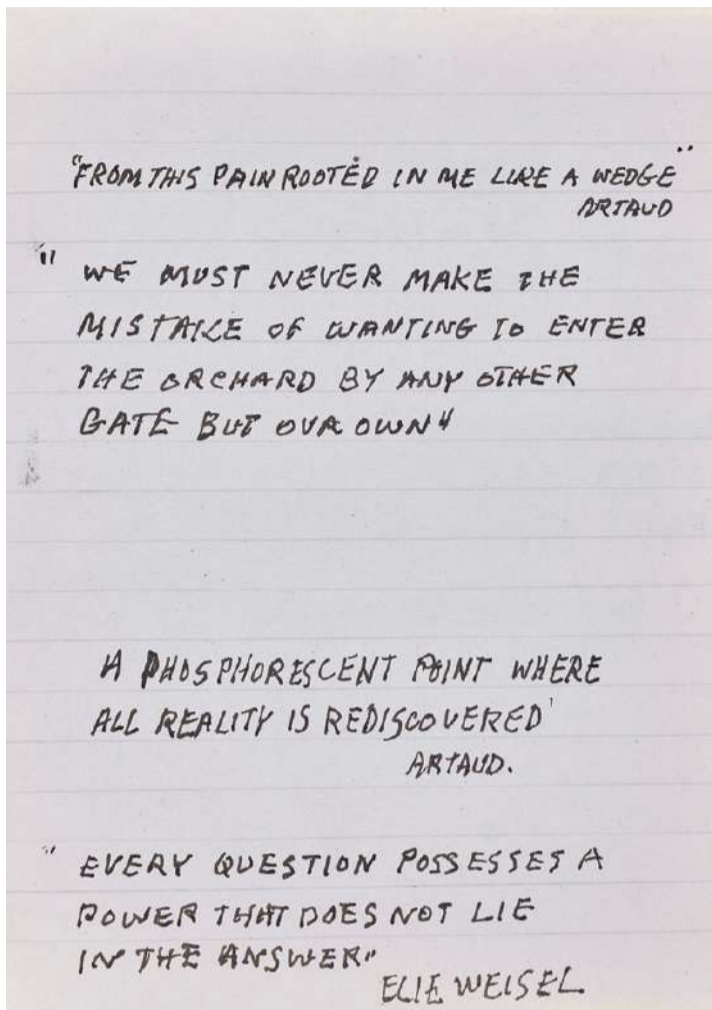 "FROM THIS PAIN ROOTED IN ME LIKE A WEDGE"
ARTAUD
" WE MUST NEVER MAKE THE
MISTAKE OF WANTING TO ENTER
THE ORCHARD BY ANY OTHER
GATE BUT OUR OWN"
A PHOSPHORESCENT POINT WHERE
ALL REALITY IS REDISCOVERED'
ARTAUD.
" EVERY QUESTION POSSESSES A
POWER THAT DOES NOT LIE
IN THE ANSWER"
ELIE WEISEL